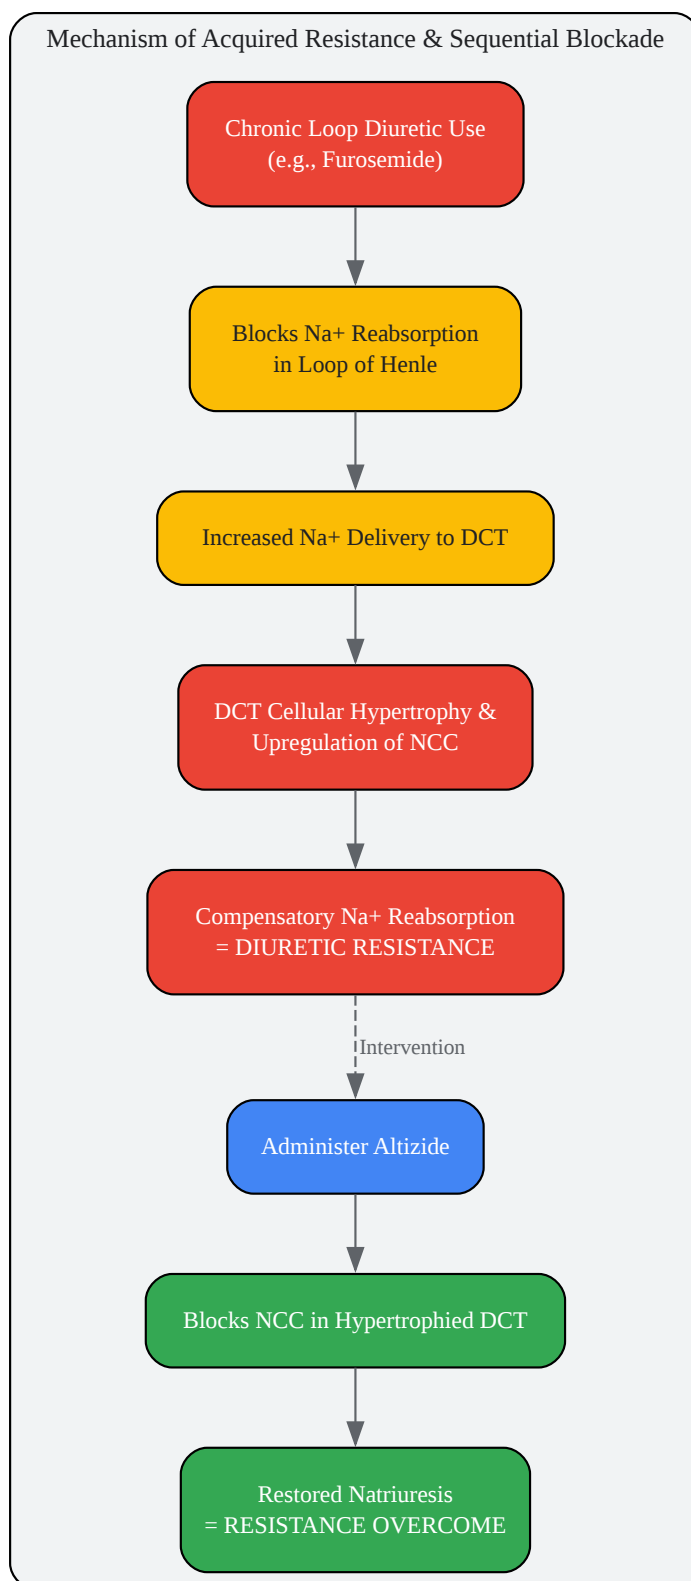 Mechanism of Acquired Resistance & Sequential Blockade
Chronic Loop Diuretic Use
(e.g., Furosemide)
Blocks Na+ Reabsorption
in Loop of Henle
Increased Na+ Delivery to DCT
DCT Cellular Hypertrophy &
Upregulation of NCC
Compensatory Na+ Reabsorption
= DIURETIC RESISTANCE
Intervention
Administer Altizide
Blocks NCC in Hypertrophied DCT
Restored Natriuresis
= RESISTANCE OVERCOME